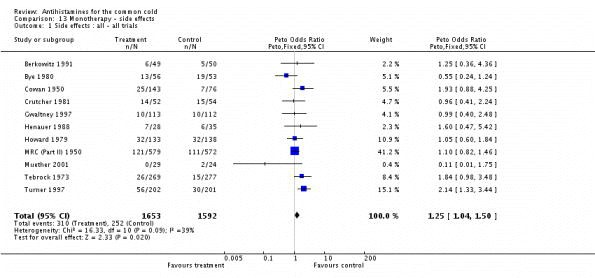 Review: Antihistamines for the common cold
Comparison: 13 Monotherapy - side effects
Outcome: 1 Side effects : all - all trials
Study or subgroup Treatment Control Peto Odds Ratio Weight Peto Odds Ratio
n/N n/N Peto,Fixed,95% CI Peto,Fixed,95% CI
Berkowitz 1991 6/49 5/50 2.2 % 1.25 [ 0.36, 4.36 ]
Bye 1980 13/56 19/53 5.1 % 0.55 [ 0.24, 1.24 ]
Cowan 1950 25/143 7/76 5.2 % 1.93 [ 0.88, 4.25 ]
Crutcher 1981 14/52 15/54 4.5 % 0.96 [ 0.41, 2.24 ]
Gwaltney 1997 10/113 10/112 4.0 % 0.99 [ 0.40, 2.48 ]
Henauer 1988 7/28 6/35 2.3 % 1.60 [ 0.47, 5.42 ]
Howard 1979 32/133 32/138 10.9 % 1.05 [ 0.60, 1.84 ]
MRC (Part II) 1950 121/579 111/572 41.2 % 1.10 [ 0.82, 1.46 ]
Muether 2001 0/29 2/24 0.4 % 0.11 [ 0.01, 1.75 ]
Tebrock 1973 26/269 15/277 8.4 % 1.84 [ 0.98, 3.48 ]
Turner 1997 56/202 30/201 15.1 % 2.14 [ 1.33, 3.44 ]
Total (95% CI) 1653 1592 100.0 % 1.25 [ 1.04, 1.50 ]
Total events: 310 (Treatment), 252 (Control)
Heterogeneity: Chi² = 16.33, df = 10 (P = 0.09); I² =39%
Test for overall effect: Z = 2.33 (P = 0.020)
0.005 0.1 1 10 200
Favours treatment Favours control